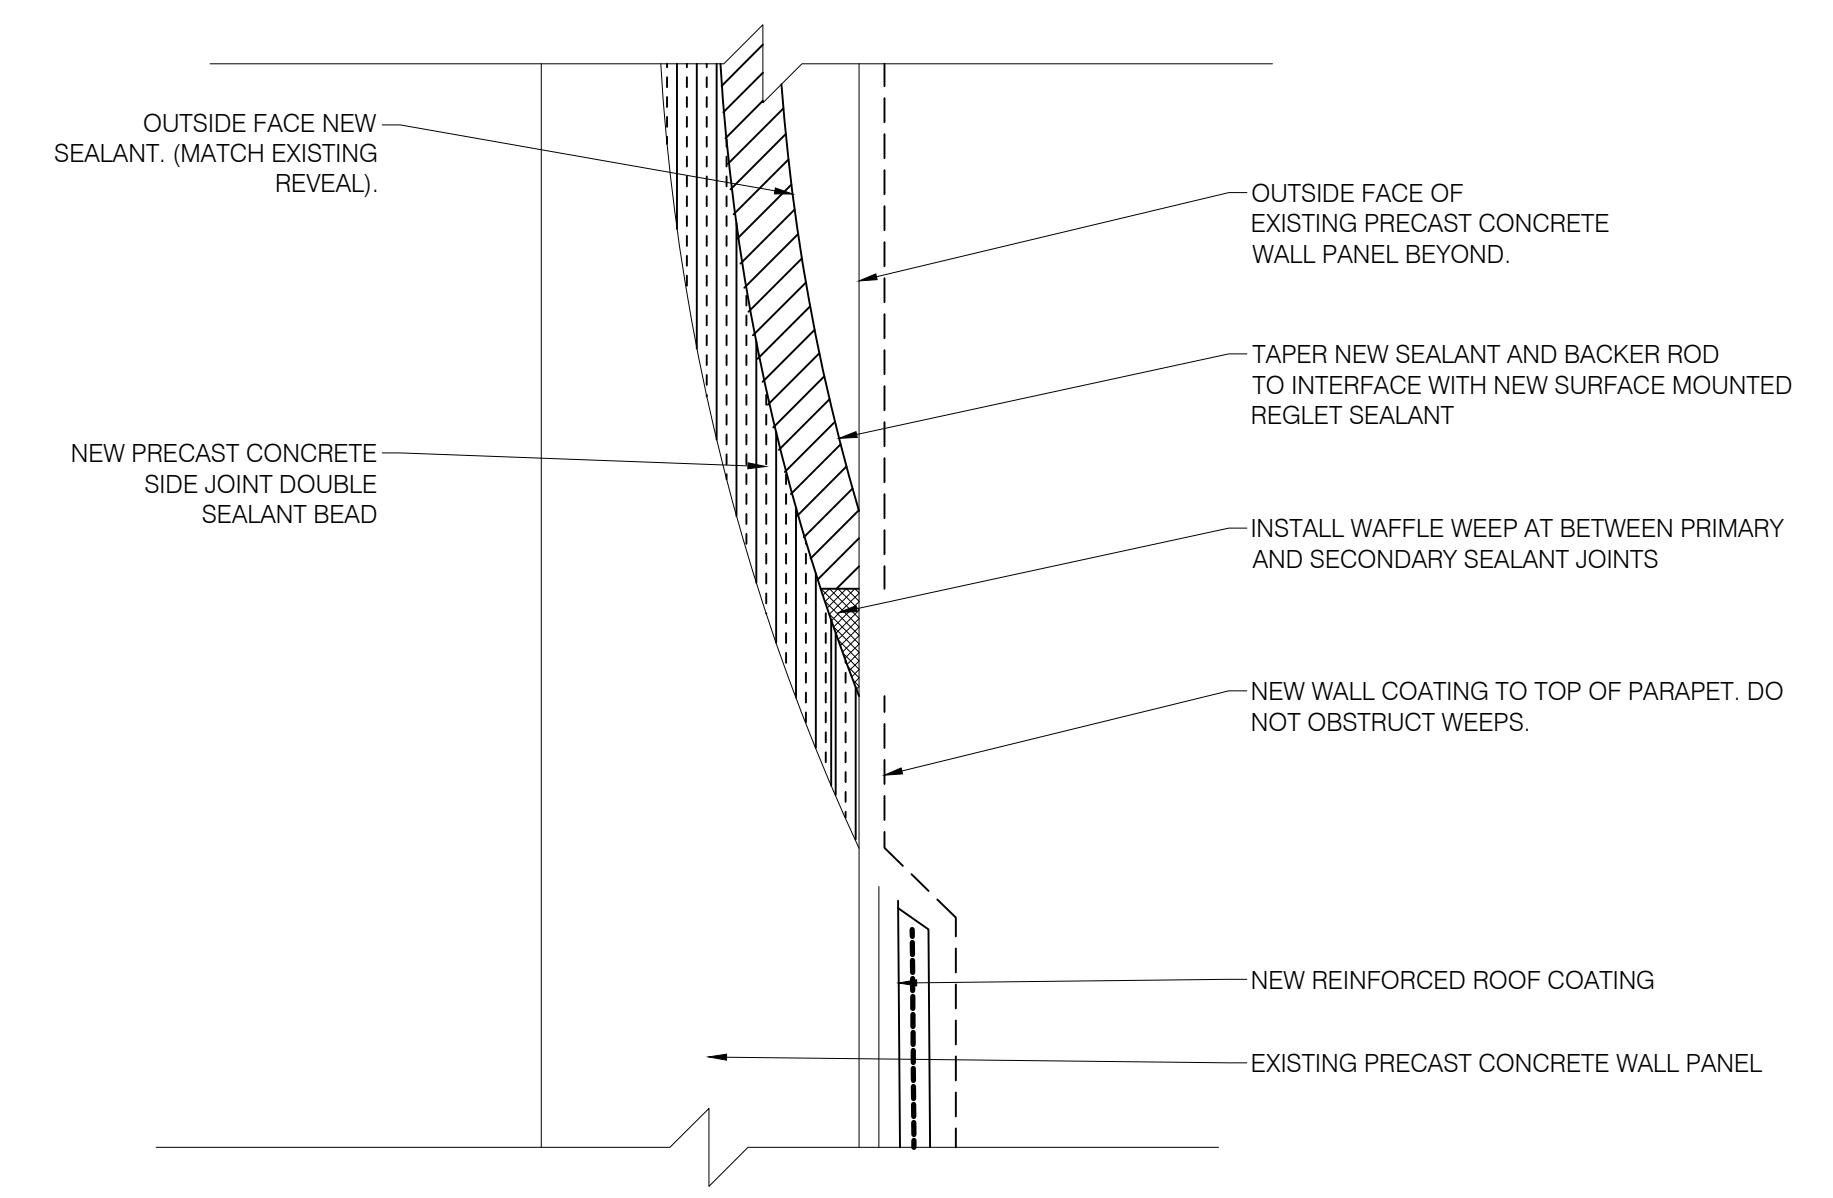 OUTSIDE FACE NEW
SEALANT. (MATCH EXISTING
REVEAL).
NEW PRECAST CONCRETE
SIDE JOINT DOUBLE
SEALANT BEAD
OUTSIDE FACE OF
EXISTING PRECAST CONCRETE
WALL PANEL BEYOND.
TAPER NEW SEALANT AND BACKER ROD
TO INTERFACE WITH NEW SURFACE MOUNTED
REGLET SEALANT
INSTALL WAFFLE WEEP AT BETWEEN PRIMARY
AND SECONDARY SEALANT JOINTS
NEW WALL COATING TO TOP OF PARAPET. DO
NOT OBSTRUCT WEEPS.
NEW REINFORCED ROOF COATING
EXISTING PRECAST CONCRETE WALL PANEL